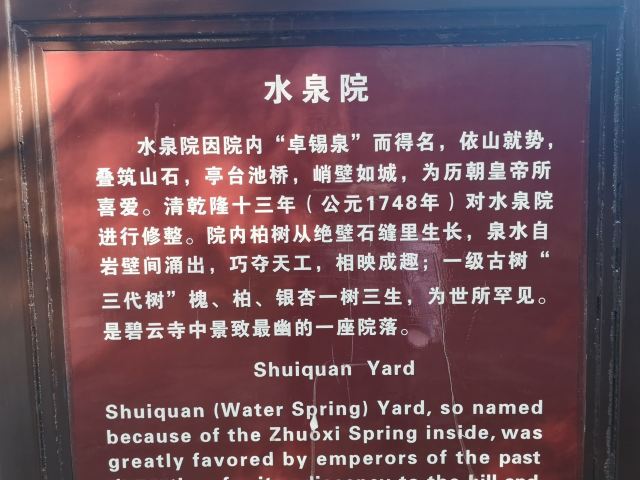 水泉院
水泉院因院内“卓锡泉”而得名，依山就势，
叠筑山石，亭台池桥，峭壁如城，为历朝皇帝所
喜爱。清乾隆十三年（公元1748年）对水泉院
进行修整。院内柏树从绝壁石缝里生长，泉水自
岩壁间涌出，巧夺天工，相映成趣；一级古树“
三代树”槐、柏、银杏一树三生，为世所罕见。
是碧云寺中景致最幽的一座院落。
Shuiquan Yard
Shuiquan (Water Spring) Yard, so named
because of the Zhuoxi Spring inside, was
greatly favored by emperors of the past